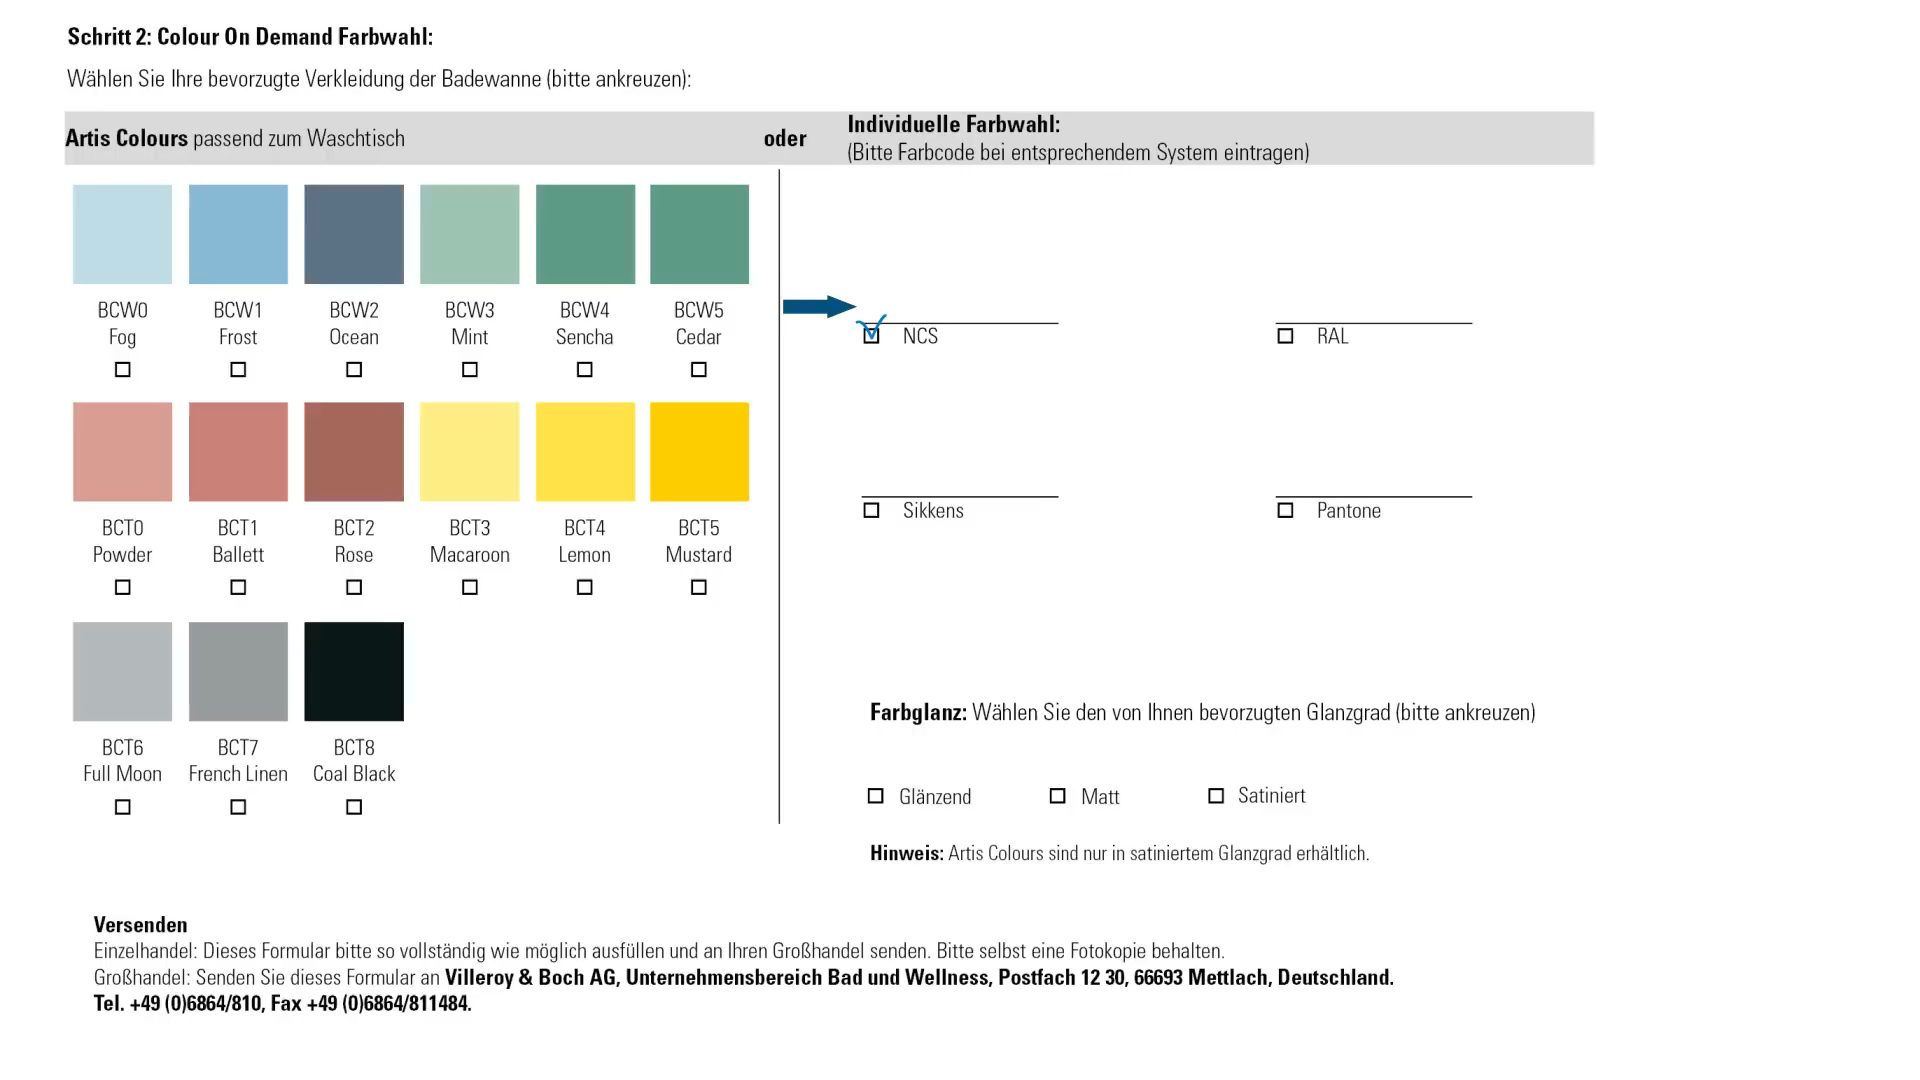 Schritt 2: Colour On Demand Farbwahl:
Wählen Sie Ihre bevorzugte Verkleidung der Badewanne (bitte ankreuzen):
Artis Colours passend zum Waschtisch
oder
Individuelle Farbwahl:
(Bitte Farbcode bei entsprechendem System eintragen)
BCW0 BCW1 BCW2 BCW3 BCW4 BCW5
Fog Frost Ocean Mint Sencha Cedar
BCT0 BCT1 BCT2 BCT3 BCT4 BCT5
Powder Ballett Rose Macaroon Lemon Mustard
BCT6 BCT7 BCT8
Full Moon French Linen Coal Black
NCS RAL
Sikkens Pantone
Farbglanz: Wählen Sie den von Ihnen bevorzugten Glanzgrad (bitte ankreuzen)
Glänzend Matt Satiniert
Hinweis: Artis Colours sind nur in satiniertem Glanzgrad erhältlich.
Versenden
Einzelhandel: Dieses Formular bitte so vollständig wie möglich ausfüllen und an Ihren Großhandel senden. Bitte selbst eine Fotokopie behalten.
Großhandel: Senden Sie dieses Formular an Villeroy & Boch AG, Unternehmensbereich Bad und Wellness, Postfach 12 30, 66693 Mettlach, Deutschland.
Tel. +49 (0)6864/810, Fax +49 (0)6864/811484.